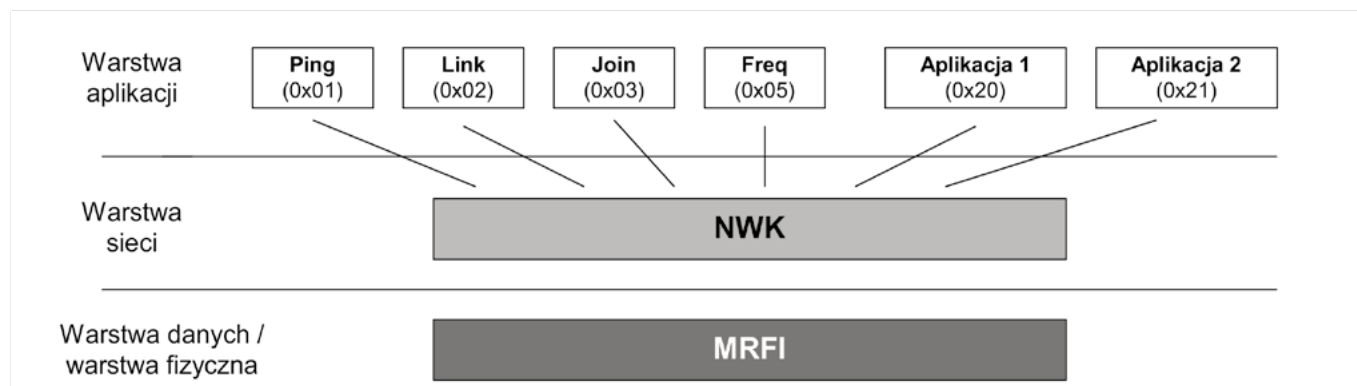 Warstwa
aplikacji
Ping
(0x01)
Link
(0x02)
Join
(0x03)
Freq
(0x05)
Aplikacja 1
(0x20)
Aplikacja 2
(0x21)
Warstwa
sieci
NWK
Warstwa danych /
warstwa fizyczna
MRFI